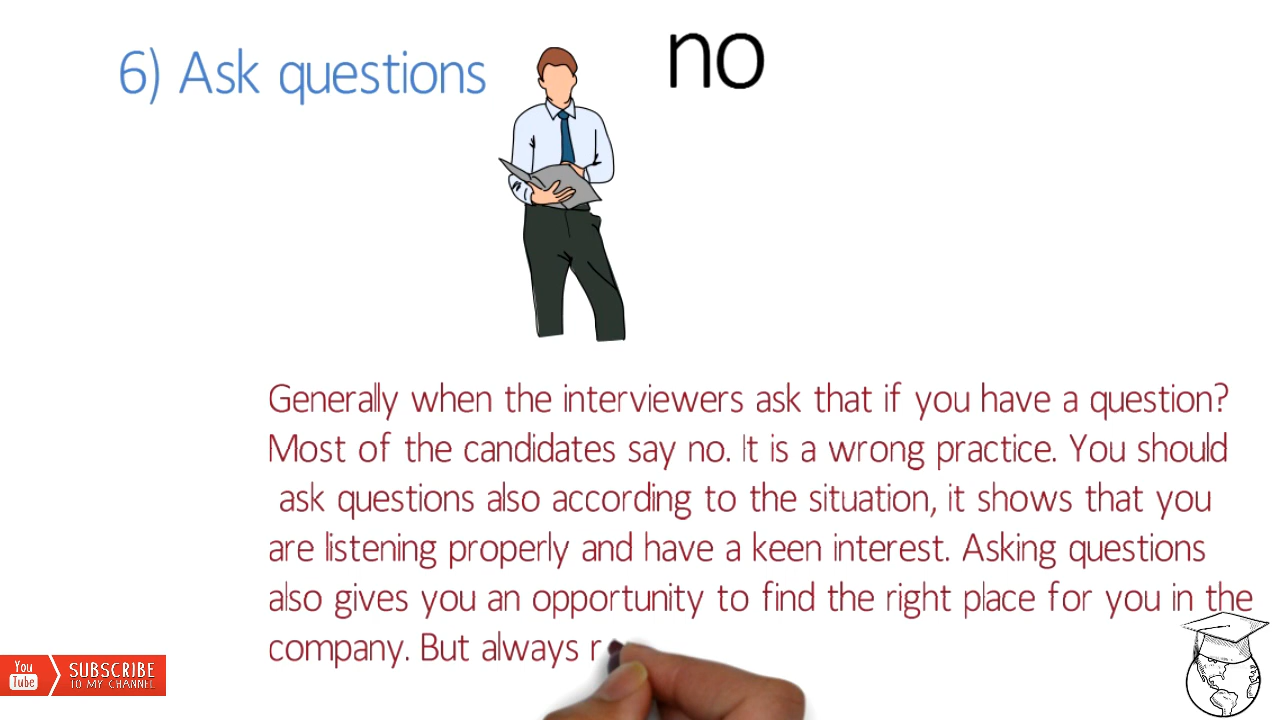 6) Ask questions
no
Generally when the interviewers ask that if you have a question?
Most of the candidates say no. It is a wrong practice. You should
ask questions also according to the situation, it shows that you
are listening properly and have a keen interest. Asking questions
also gives you an opportunity to find the right place for you in the
company. But always r
You Tube
SUBSCRIBE
TO MY CHANNEL